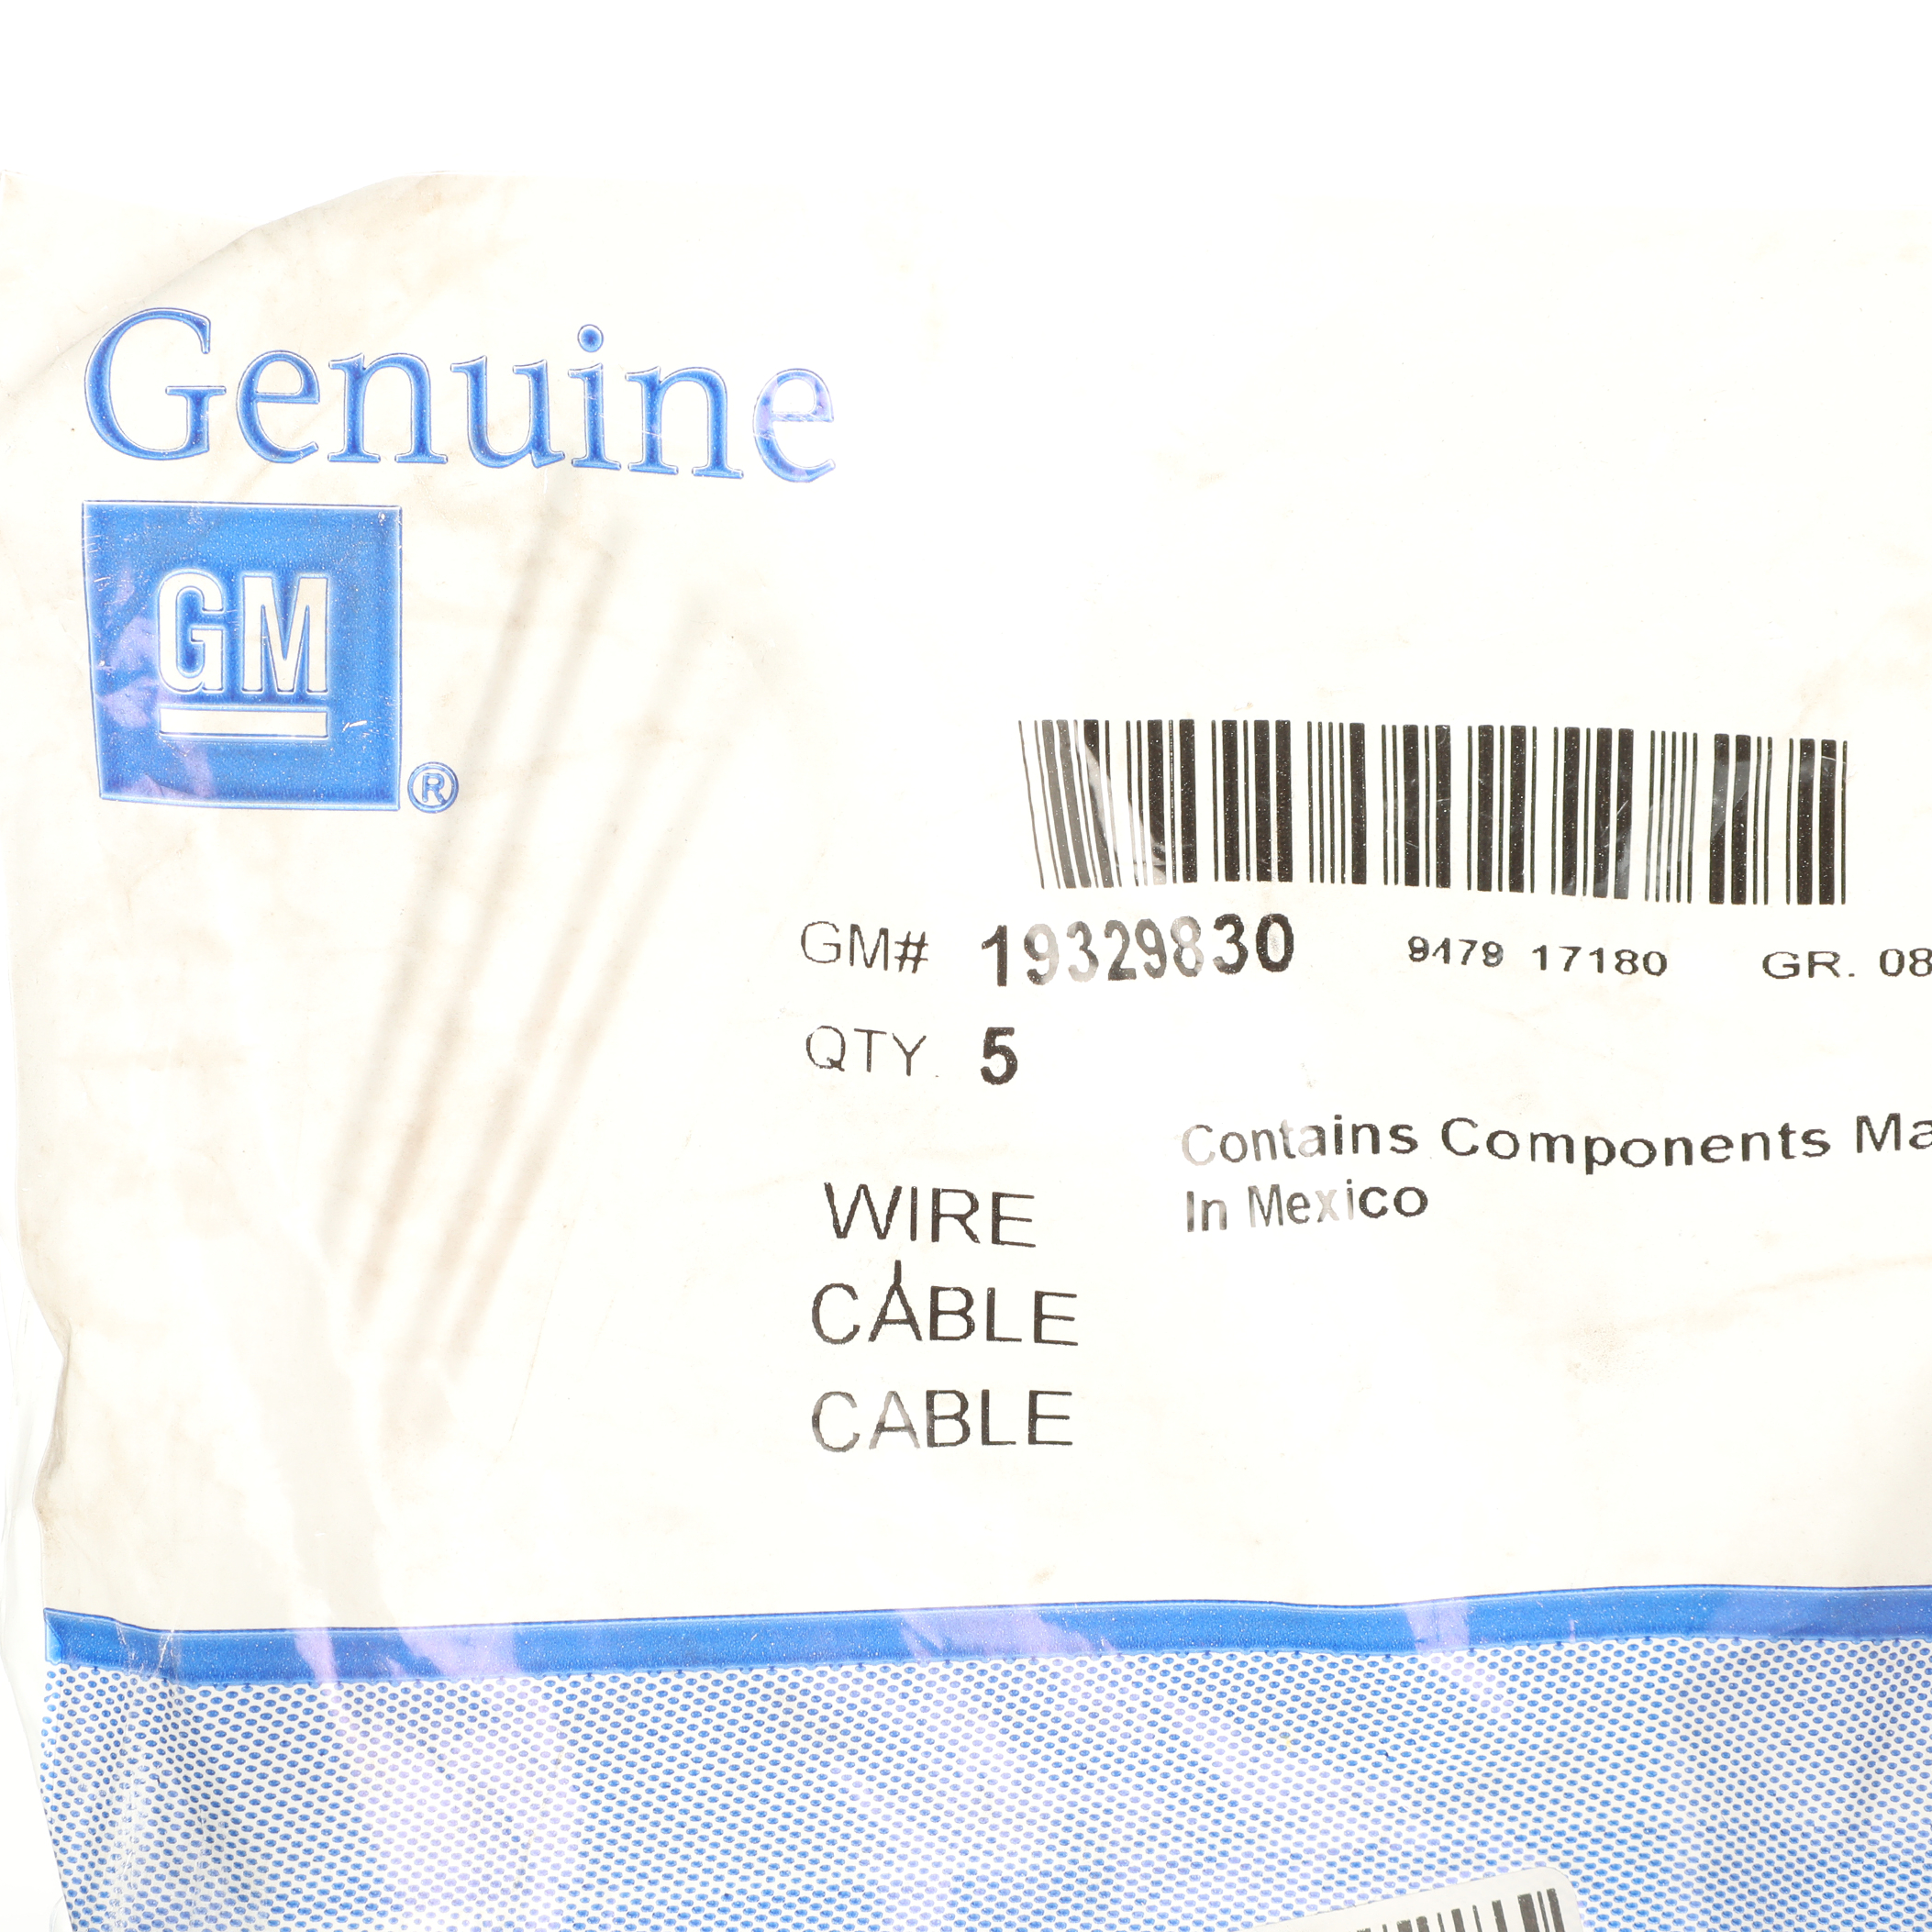 Genuine
GM
®
GM# 19329830 9479 17180 GR. 08
QTY. 5
Contains Components Ma
In Mexico
WIRE
CABLE
CABLE